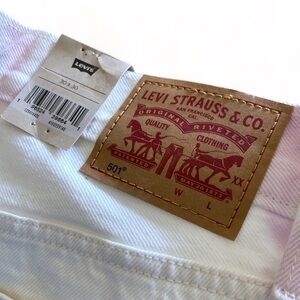 Levi's
30 X 30
LEVI STRAUSS & CO.
SAN FRANCISCO
CAL.
ORIGINAL RIVETED
QUALITY CLOTHING
501®
XX
W L